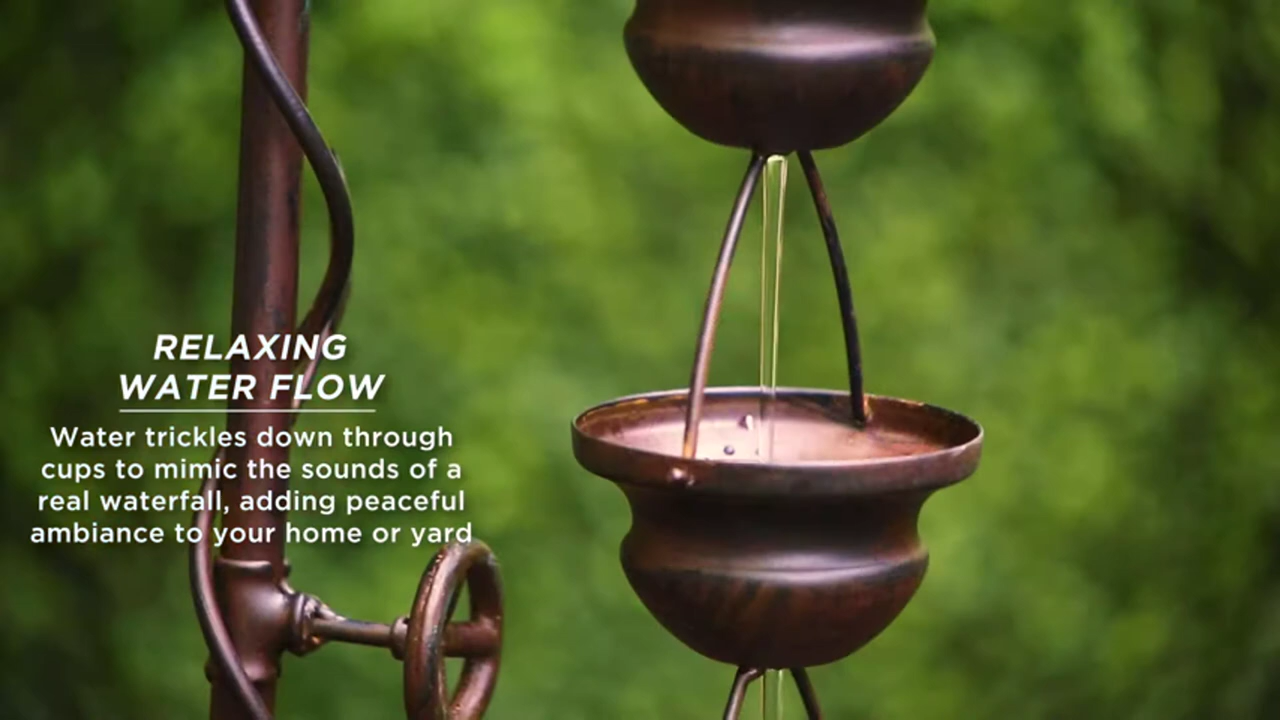 RELAXING
WATER FLOW
Water trickles down through
cups to mimic the sounds of a
real waterfall, adding peaceful
ambiance to your home or yard